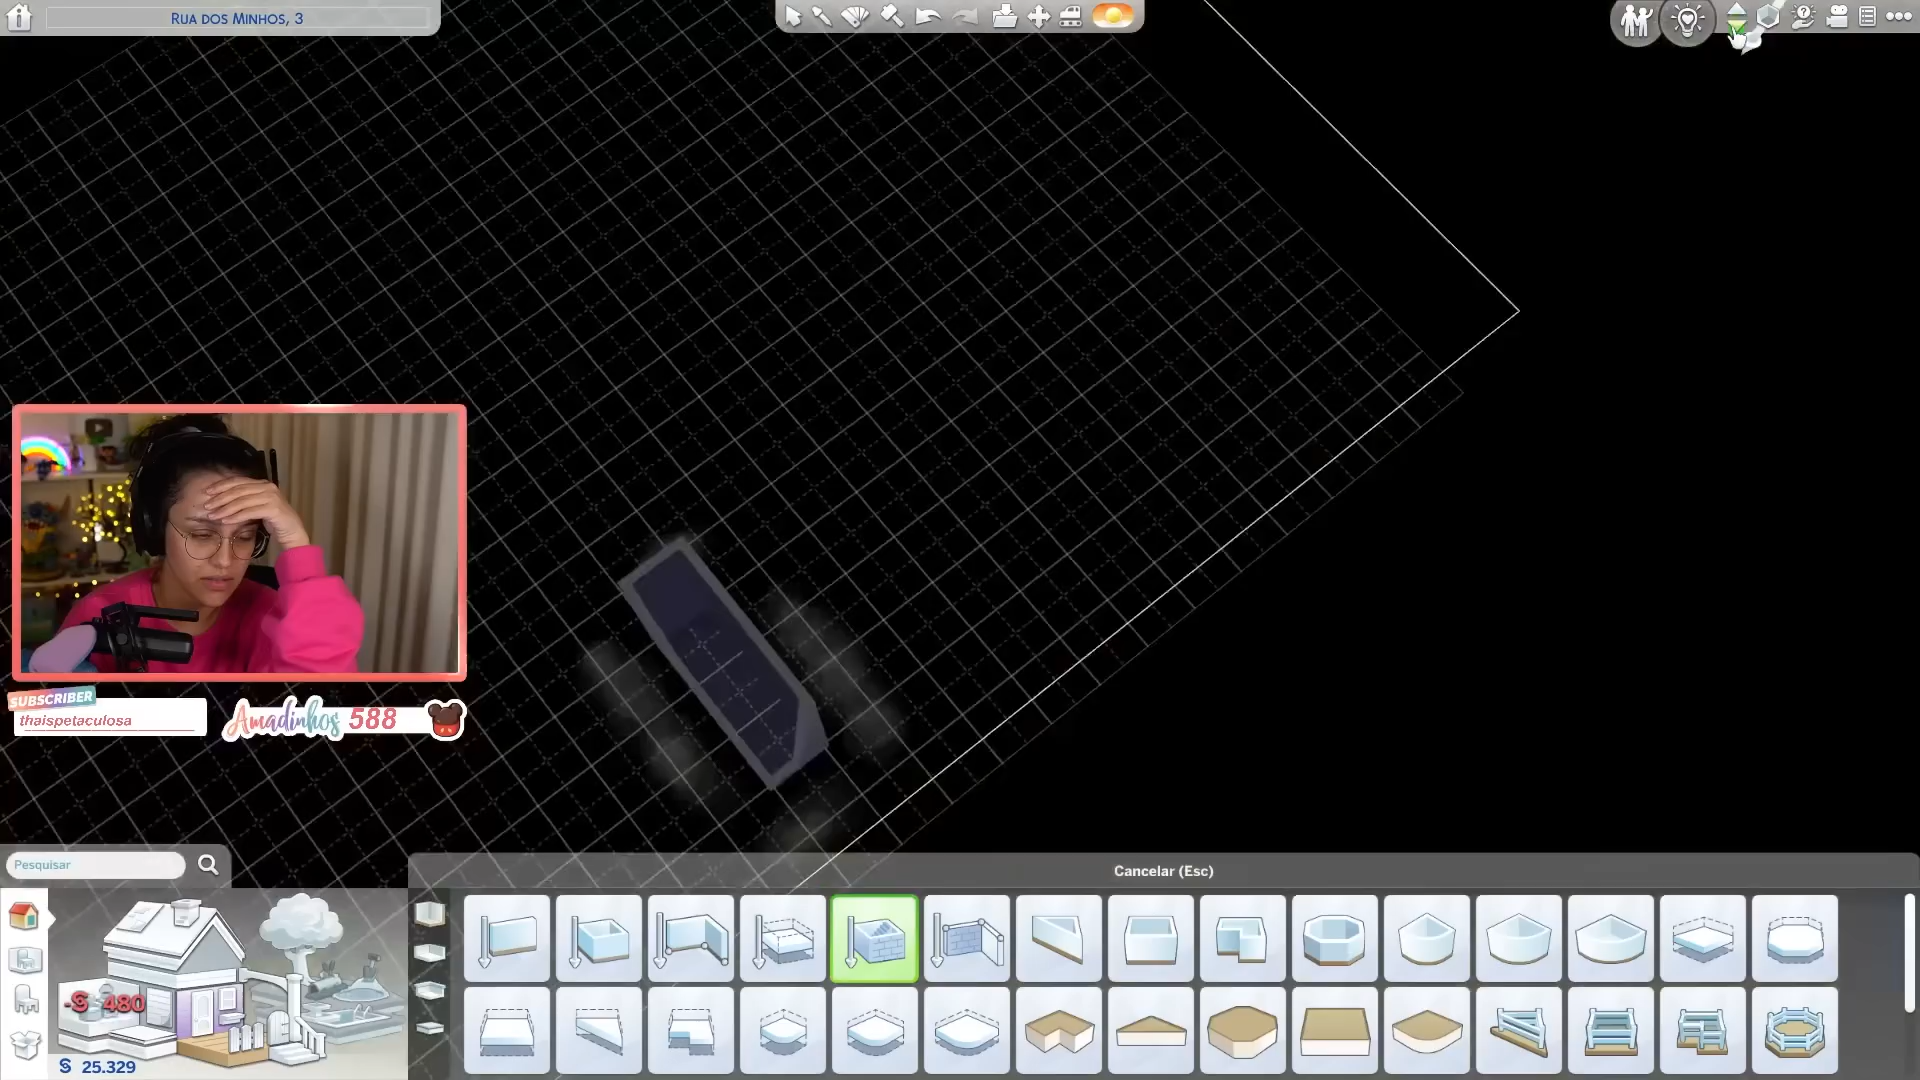 Rua dos Minhos, 3
SUBSCRIBER
thaispetaculosa
Amadinhos 588
Pesquisar
Cancelar (Esc)
-§ 480
§ 25.329